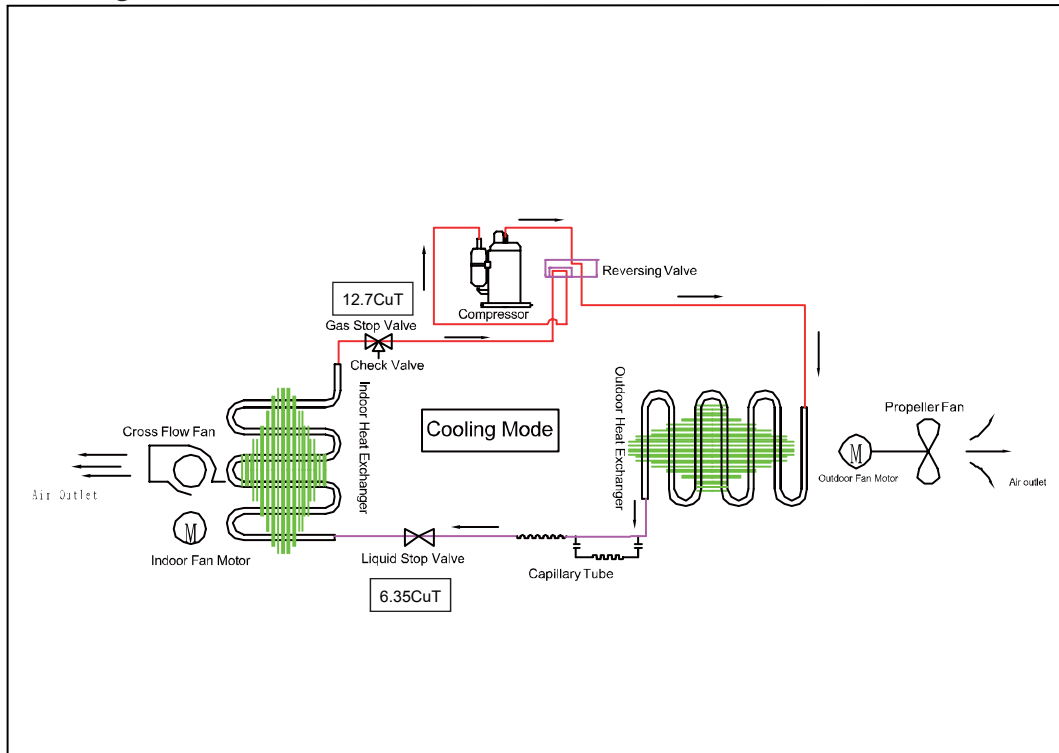 Reversing Valve
12.7CuT
Compressor
Gas Stop Valve
Check Valve
Indoor Heat Exchanger
Outdoor Heat Exchanger
Cooling Mode
Propeller Fan
Cross Flow Fan
M
Outdoor Fan Motor
Air outlet
Air Outlet
M
Indoor Fan Motor
Liquid Stop Valve
Capillary Tube
6.35CuT